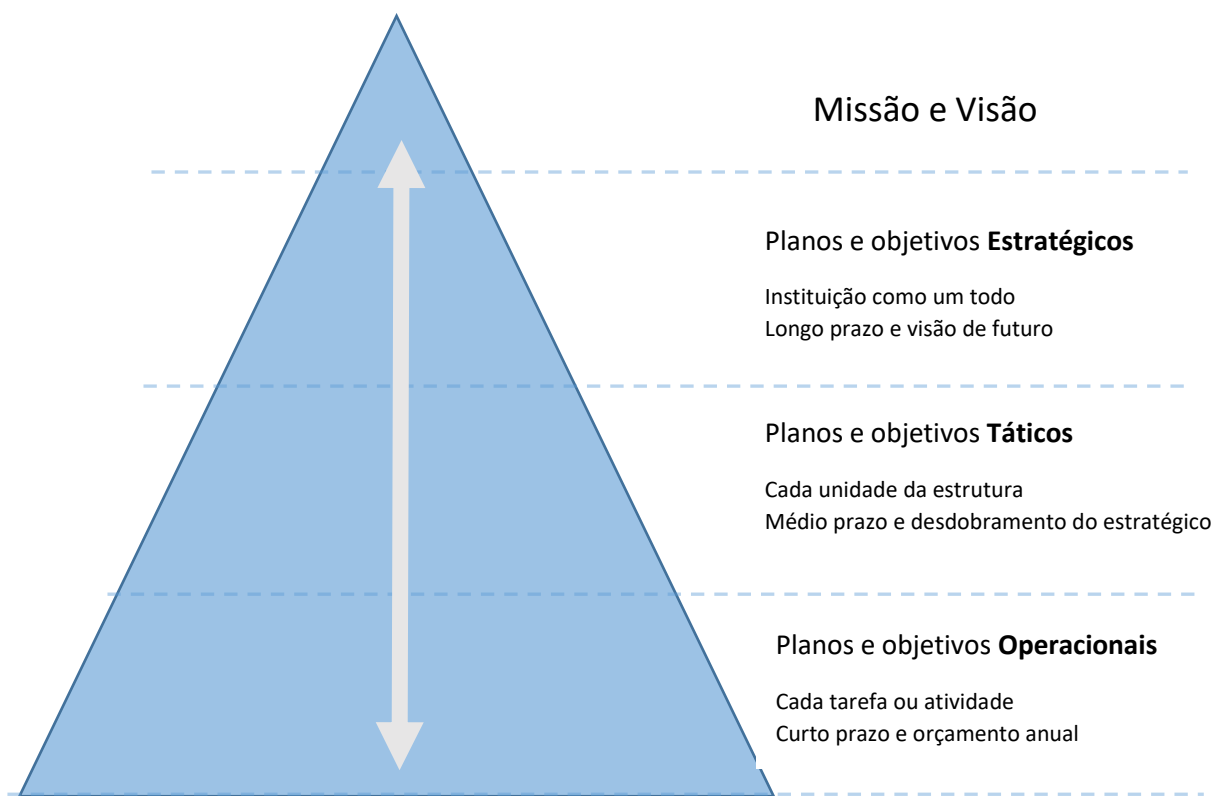 Missão e Visão
Planos e objetivos Estratégicos
Instituição como um todo
Longo prazo e visão de futuro
Planos e objetivos Táticos
Cada unidade da estrutura
Médio prazo e desdobramento do estratégico
Planos e objetivos Operacionais
Cada tarefa ou atividade
Curto prazo e orçamento anual